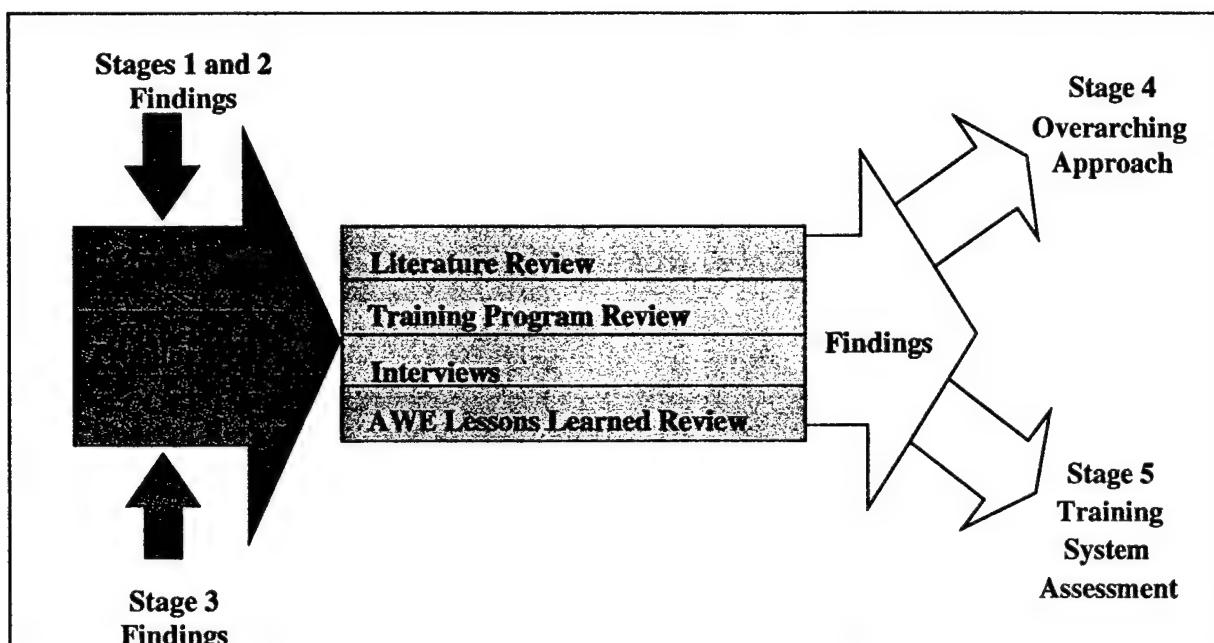 Stages 1 and 2
Findings
Stage 3
Findings
Literature Review
Training Program Review
Interviews
AWE Lessons Learned Review
Findings
Stage 4
Overarching
Approach
Stage 5
Training
System
Assessment